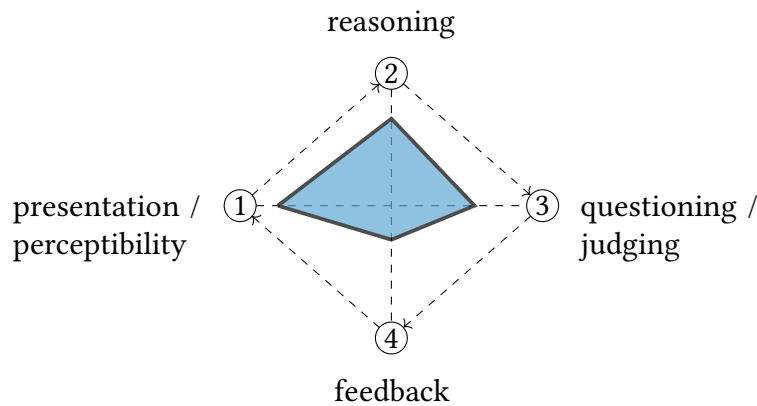 reasoning
2
presentation /
perceptibility
1
3
questioning /
judging
4
feedback